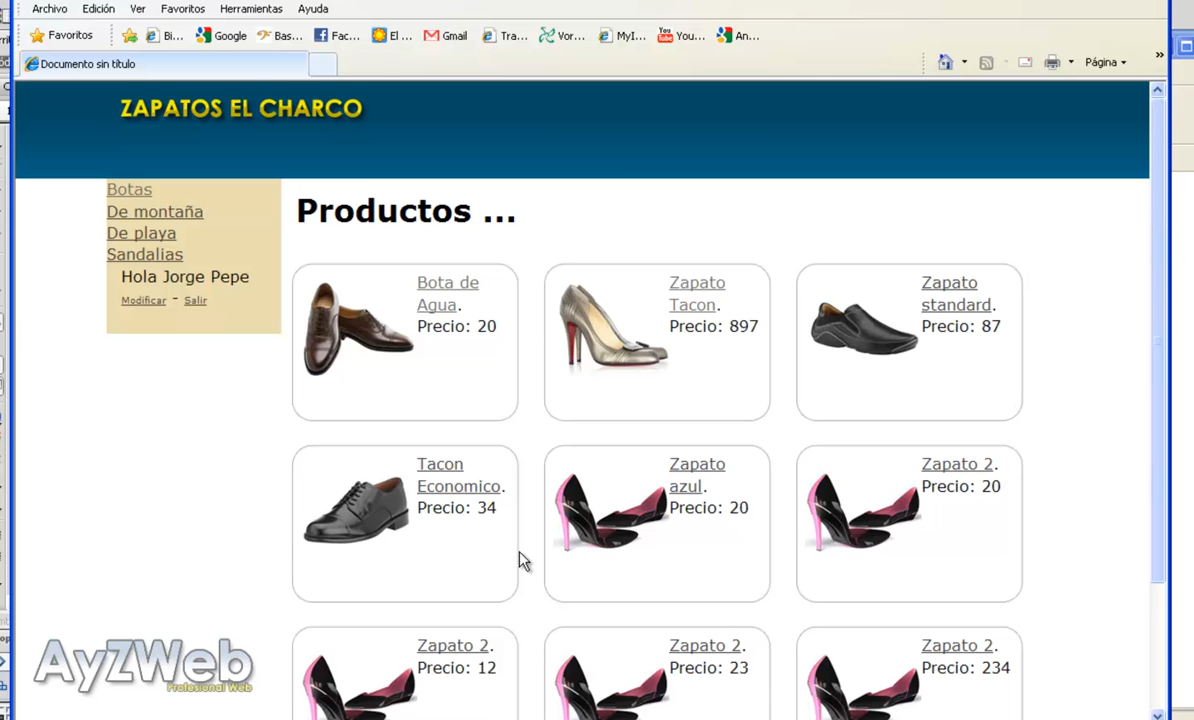 Archivo Edición Ver Favoritos Herramientas Ayuda
Favoritos Bi... Google Bas... Fac... El ... Gmail Tra... Vor... MyI... You... An...
Documento sin título Página
ZAPATOS EL CHARCO
Botas
De montaña
De playa
Sandalias
Hola Jorge Pepe
Modificar - Salir
Productos ...
Bota de
Agua.
Precio: 20
Zapato
Tacon.
Precio: 897
Zapato
standard.
Precio: 87
Tacon
Economico.
Precio: 34
Zapato
azul.
Precio: 20
Zapato 2.
Precio: 20
Zapato 2.
Precio: 12
Zapato 2.
Precio: 23
Zapato 2.
Precio: 234
AyZWeb
Profesional Web